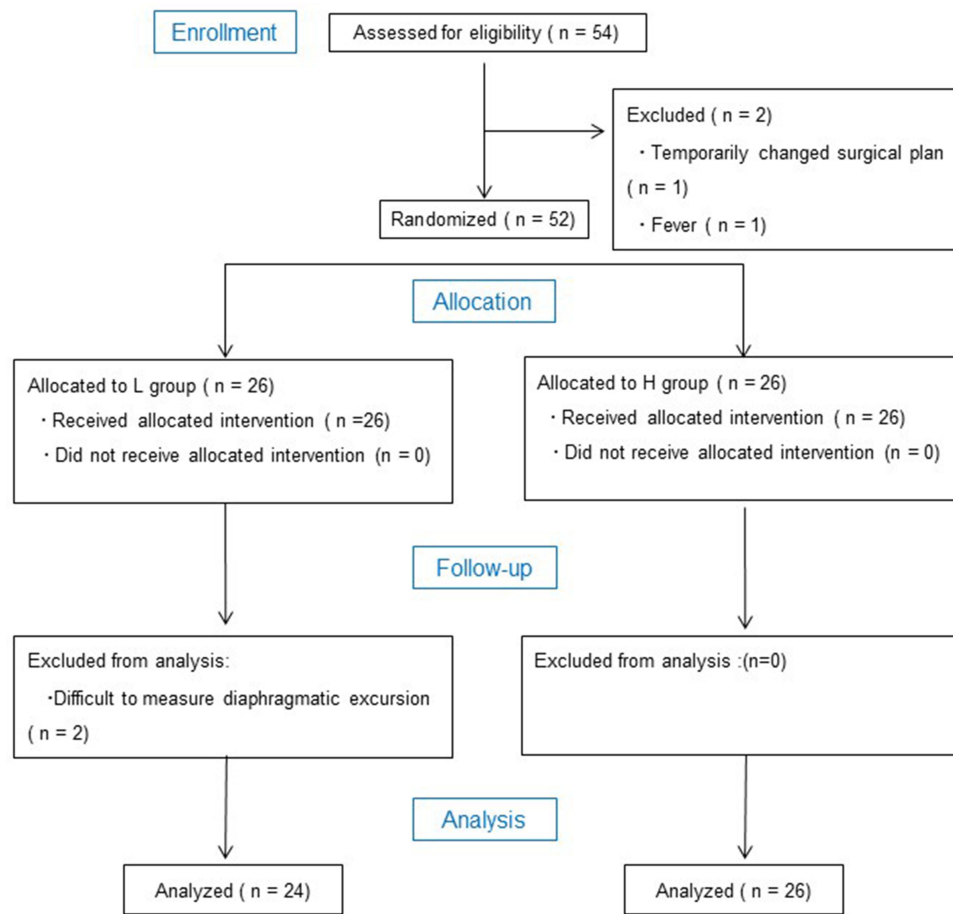 Enrollment
Assessed for eligibility ( n = 54)
Excluded ( n = 2)
· Temporarily changed surgical plan
( n = 1)
· Fever ( n = 1)
Randomized ( n = 52)
Allocation
Allocated to L group ( n = 26)
· Received allocated intervention ( n =26)
· Did not receive allocated intervention (n = 0)
Allocated to H group ( n = 26)
· Received allocated intervention ( n = 26)
· Did not receive allocated intervention (n = 0)
Follow-up
Excluded from analysis:
·Difficult to measure diaphragmatic excursion
( n = 2)
Excluded from analysis :(n=0)
Analysis
Analyzed ( n = 24)
Analyzed ( n = 26)